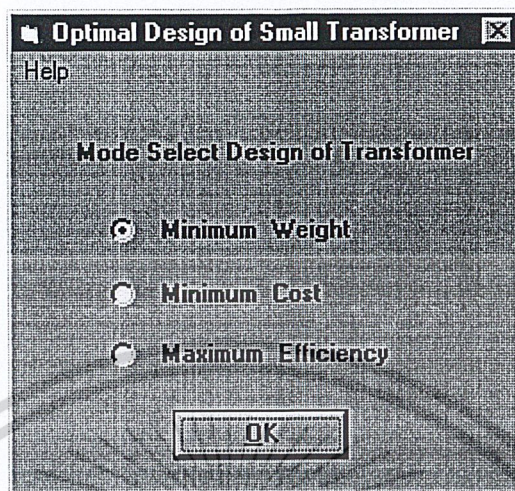 Optimal Design of Small Transformer
Help
Mode Select Design of Transformer
Minimum Weight
Minimum Cost
Maximum Efficiency
OK